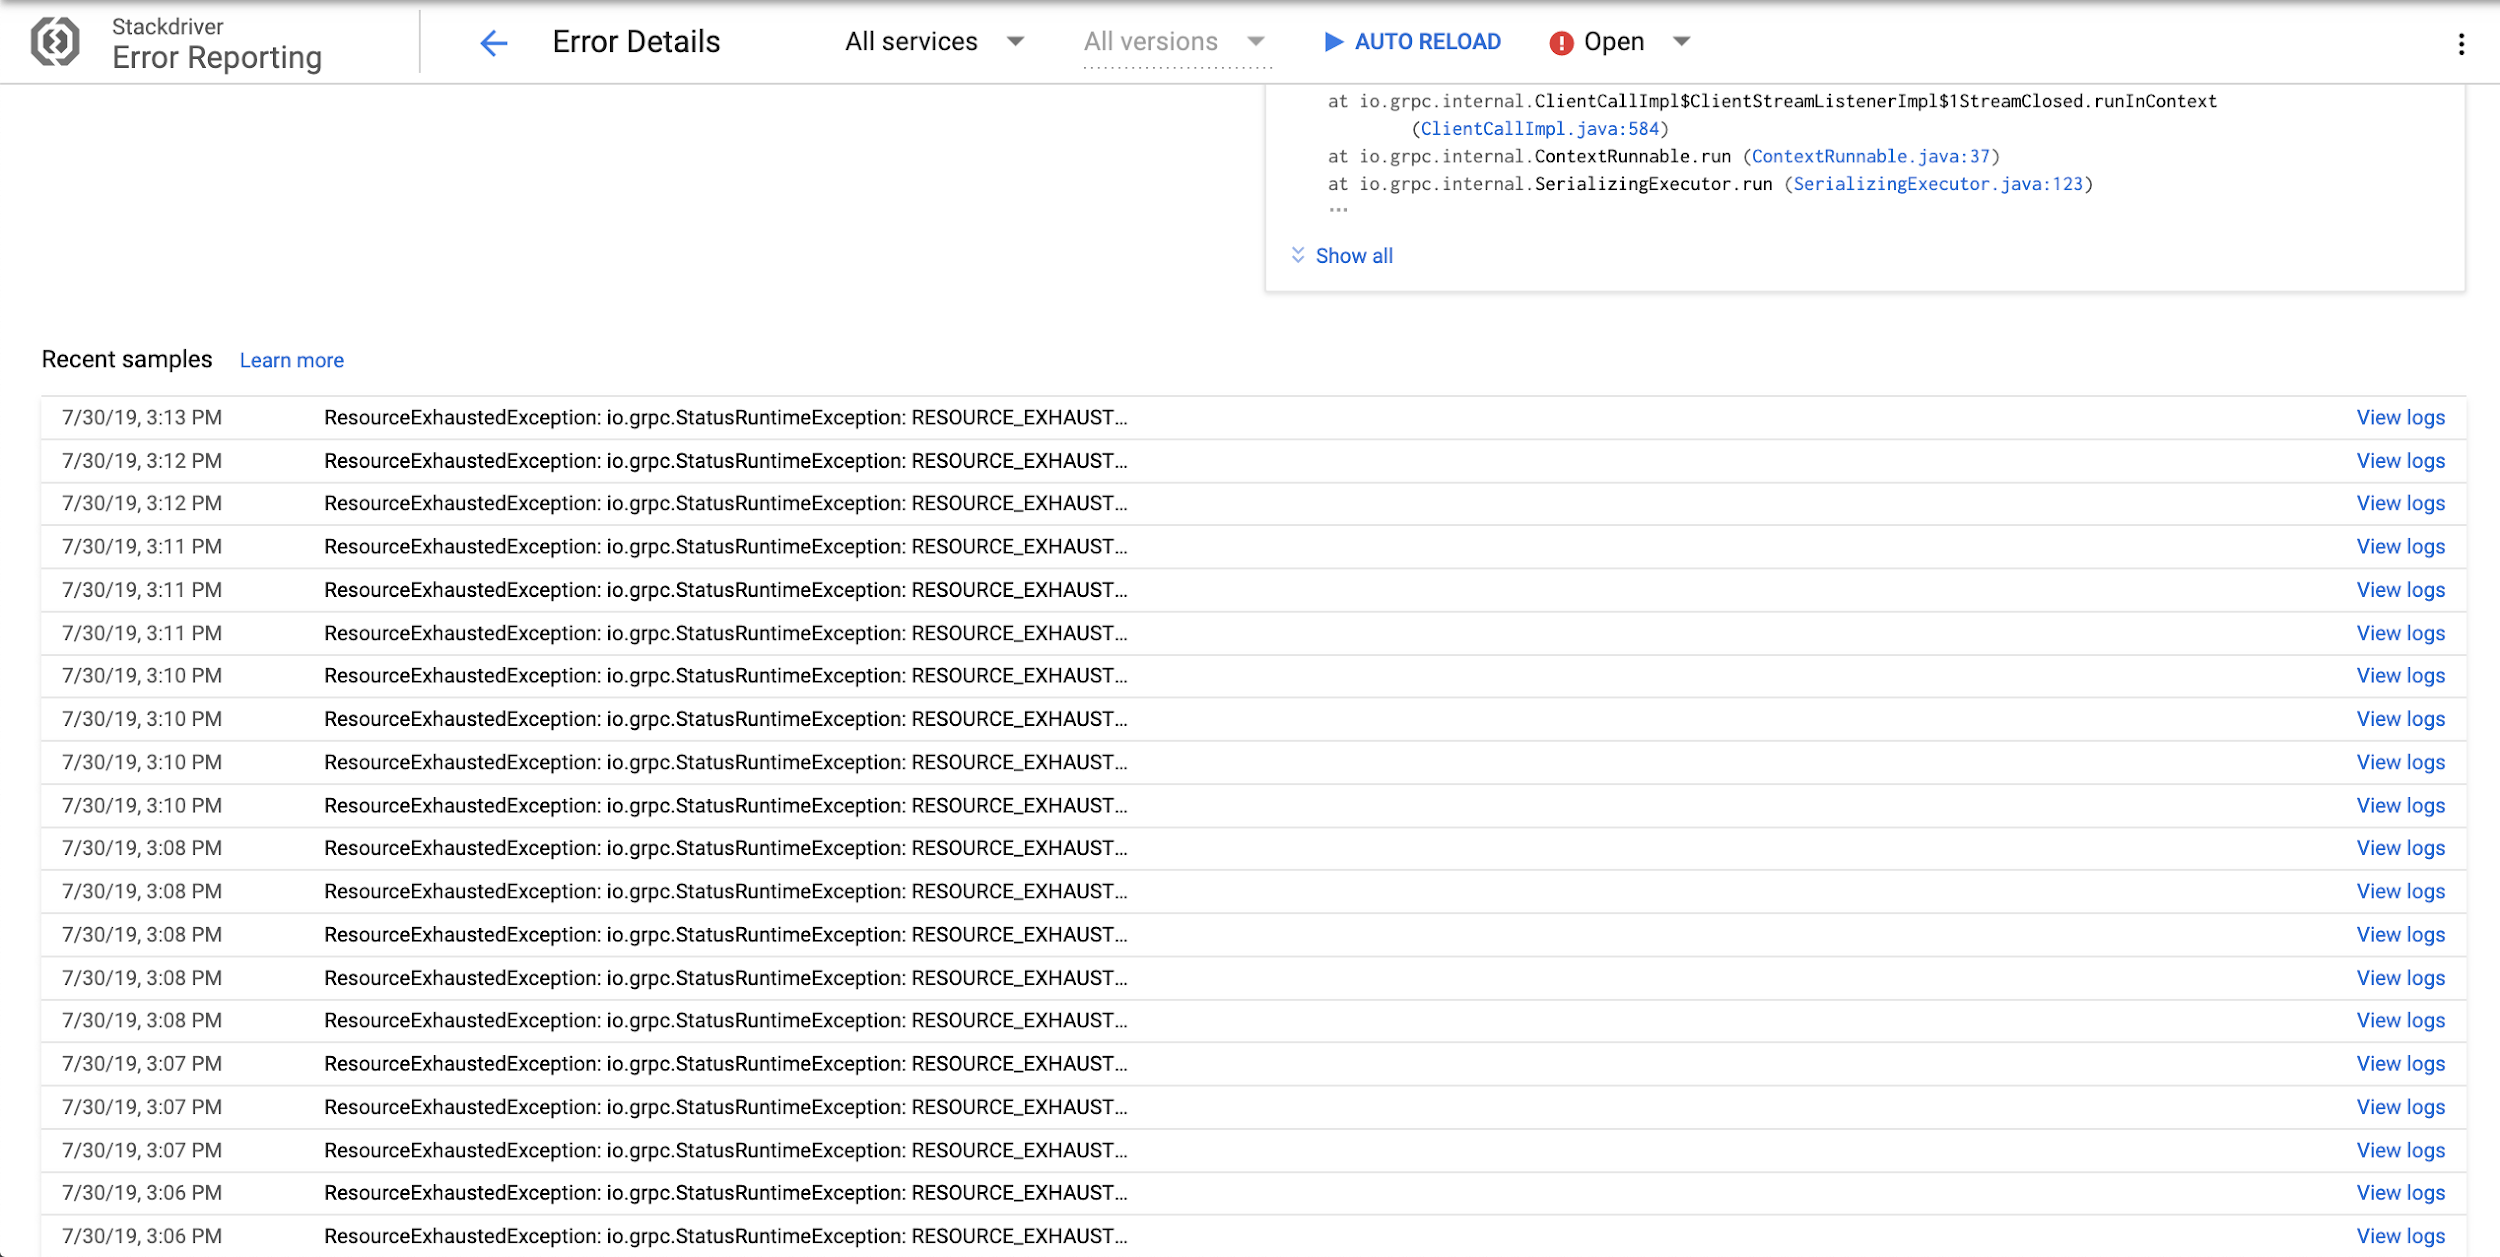 Stackdriver
Error Reporting
Error Details
All services
All versions
AUTO RELOAD
Open
at io.grpc.internal.ClientCallImpl$ClientStreamListenerImpl$1StreamClosed.runInContext
(ClientCallImpl.java:584)
at io.grpc.internal.ContextRunnable.run (ContextRunnable.java:37)
at io.grpc.internal.SerializingExecutor.run (SerializingExecutor.java:123)
...
Show all
Recent samples Learn more
7/30/19, 3:13 PM ResourceExhaustedException: io.grpc.StatusRuntimeException: RESOURCE_EXHAUST... View logs
7/30/19, 3:12 PM ResourceExhaustedException: io.grpc.StatusRuntimeException: RESOURCE_EXHAUST... View logs
7/30/19, 3:12 PM ResourceExhaustedException: io.grpc.StatusRuntimeException: RESOURCE_EXHAUST... View logs
7/30/19, 3:11 PM ResourceExhaustedException: io.grpc.StatusRuntimeException: RESOURCE_EXHAUST... View logs
7/30/19, 3:11 PM ResourceExhaustedException: io.grpc.StatusRuntimeException: RESOURCE_EXHAUST... View logs
7/30/19, 3:11 PM ResourceExhaustedException: io.grpc.StatusRuntimeException: RESOURCE_EXHAUST... View logs
7/30/19, 3:10 PM ResourceExhaustedException: io.grpc.StatusRuntimeException: RESOURCE_EXHAUST... View logs
7/30/19, 3:10 PM ResourceExhaustedException: io.grpc.StatusRuntimeException: RESOURCE_EXHAUST... View logs
7/30/19, 3:10 PM ResourceExhaustedException: io.grpc.StatusRuntimeException: RESOURCE_EXHAUST... View logs
7/30/19, 3:10 PM ResourceExhaustedException: io.grpc.StatusRuntimeException: RESOURCE_EXHAUST... View logs
7/30/19, 3:08 PM ResourceExhaustedException: io.grpc.StatusRuntimeException: RESOURCE_EXHAUST... View logs
7/30/19, 3:08 PM ResourceExhaustedException: io.grpc.StatusRuntimeException: RESOURCE_EXHAUST... View logs
7/30/19, 3:08 PM ResourceExhaustedException: io.grpc.StatusRuntimeException: RESOURCE_EXHAUST... View logs
7/30/19, 3:08 PM ResourceExhaustedException: io.grpc.StatusRuntimeException: RESOURCE_EXHAUST... View logs
7/30/19, 3:08 PM ResourceExhaustedException: io.grpc.StatusRuntimeException: RESOURCE_EXHAUST... View logs
7/30/19, 3:07 PM ResourceExhaustedException: io.grpc.StatusRuntimeException: RESOURCE_EXHAUST... View logs
7/30/19, 3:07 PM ResourceExhaustedException: io.grpc.StatusRuntimeException: RESOURCE_EXHAUST... View logs
7/30/19, 3:07 PM ResourceExhaustedException: io.grpc.StatusRuntimeException: RESOURCE_EXHAUST... View logs
7/30/19, 3:06 PM ResourceExhaustedException: io.grpc.StatusRuntimeException: RESOURCE_EXHAUST... View logs
7/30/19, 3:06 PM ResourceExhaustedException: io.grpc.StatusRuntimeException: RESOURCE_EXHAUST... View logs